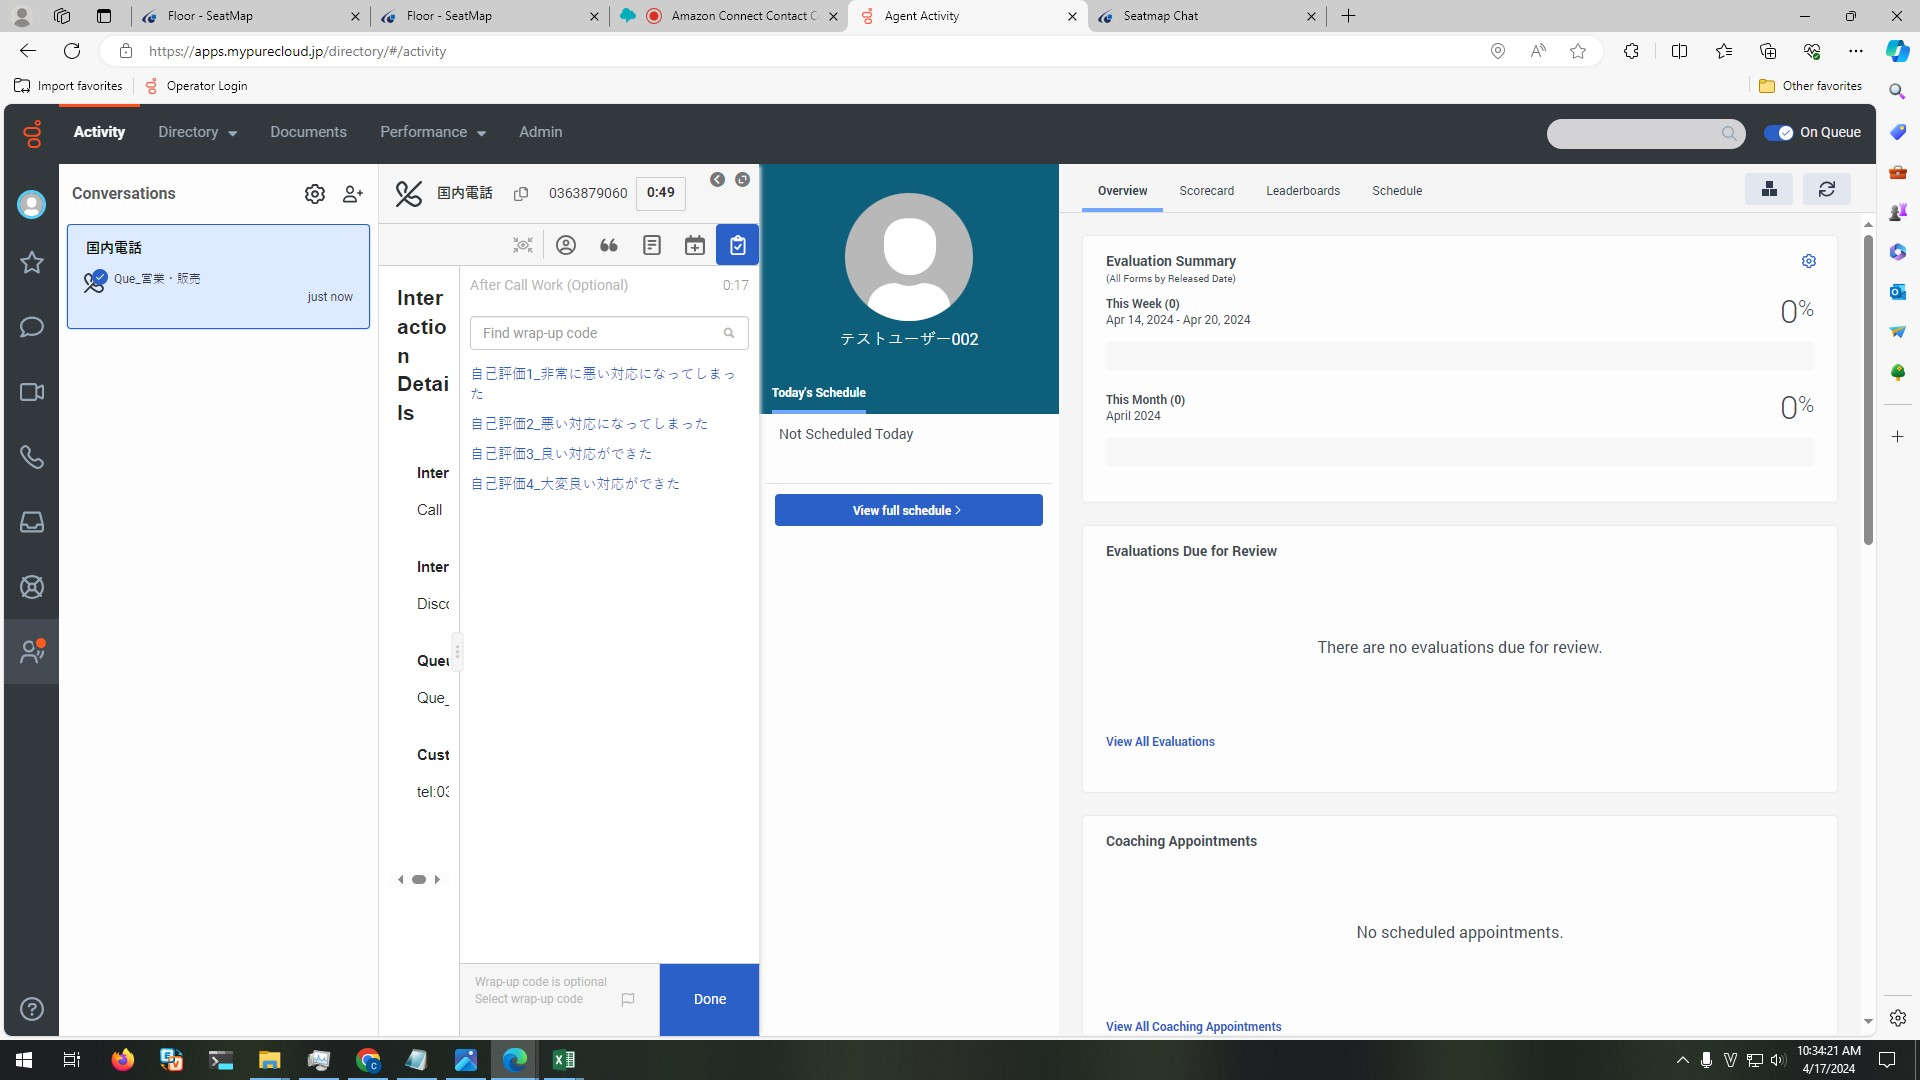 Floor - SeatMap
Floor - SeatMap
Amazon Connect Contact C
Agent Activity
Seatmap Chat
https://apps.mypurecloud.jp/directory/#/activity
Import favorites
Operator Login
Other favorites
Activity
Directory
Documents
Performance
Admin
On Queue
Conversations
国内電話
Que_営業・販売
just now
国内電話
0363879060
0:49
After Call Work (Optional)
0:17
Find wrap-up code
自己評価1_非常に悪い対応になってしまっ
た
自己評価2_悪い対応になってしまった
自己評価3_良い対応ができた
自己評価4_大変良い対応ができた
Inter
actio
n
Detai
ls
Inter
Call
Inter
Disco
Queu
Que_
Cust
tel:03
Wrap-up code is optional
Select wrap-up code
Done
テストユーザー002
Today's Schedule
Not Scheduled Today
View full schedule
Overview
Scorecard
Leaderboards
Schedule
Evaluation Summary
(All Forms by Released Date)
This Week (0)
Apr 14, 2024 - Apr 20, 2024
0%
This Month (0)
April 2024
0%
Evaluations Due for Review
There are no evaluations due for review.
View All Evaluations
Coaching Appointments
No scheduled appointments.
View All Coaching Appointments
10:34:21 AM
4/17/2024